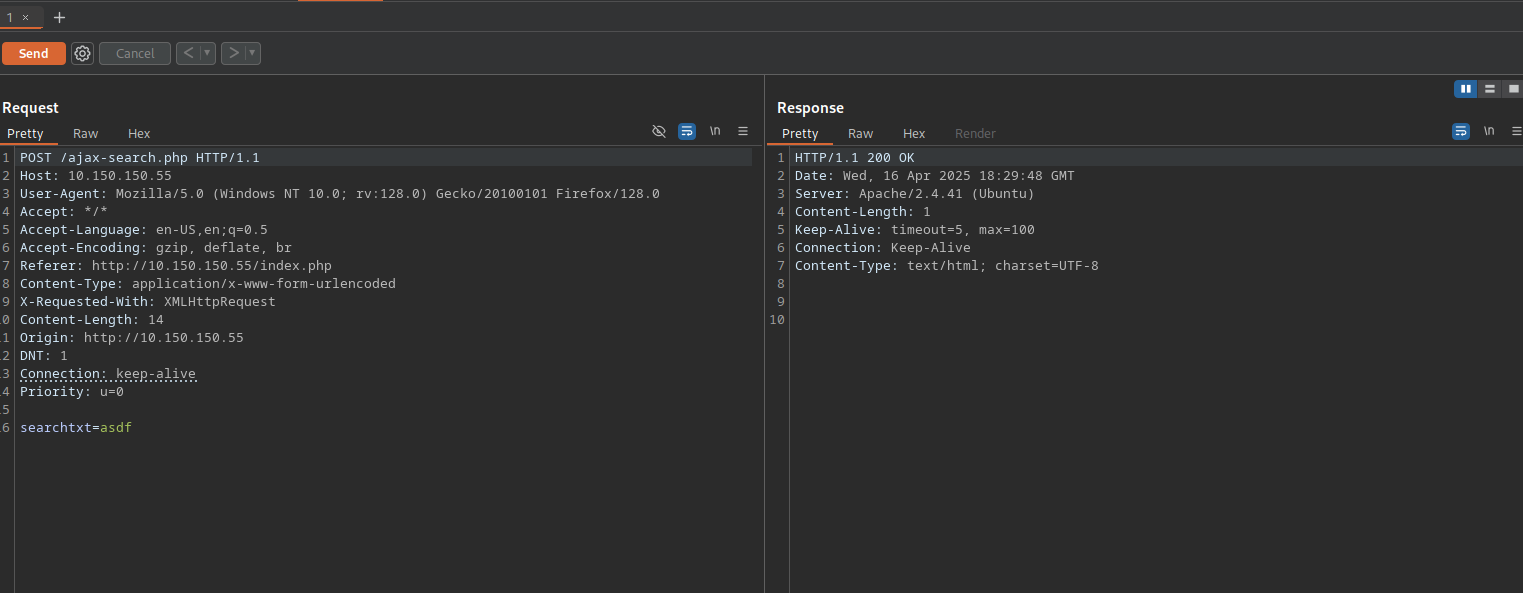 1 ×
+
Send
Cancel
< ▾
> ▾
Request
Pretty Raw Hex
\n
1 POST /ajax-search.php HTTP/1.1
2 Host: 10.150.150.55
3 User-Agent: Mozilla/5.0 (Windows NT 10.0; rv:128.0) Gecko/20100101 Firefox/128.0
4 Accept: */*
5 Accept-Language: en-US,en;q=0.5
6 Accept-Encoding: gzip, deflate, br
7 Referer: http://10.150.150.55/index.php
8 Content-Type: application/x-www-form-urlencoded
9 X-Requested-With: XMLHttpRequest
0 Content-Length: 14
1 Origin: http://10.150.150.55
2 DNT: 1
3 Connection: keep-alive
4 Priority: u=0
5
6 searchtxt=asdf
Response
Pretty Raw Hex Render
\n
1 HTTP/1.1 200 OK
2 Date: Wed, 16 Apr 2025 18:29:48 GMT
3 Server: Apache/2.4.41 (Ubuntu)
4 Content-Length: 1
5 Keep-Alive: timeout=5, max=100
6 Connection: Keep-Alive
7 Content-Type: text/html; charset=UTF-8
8
9
10